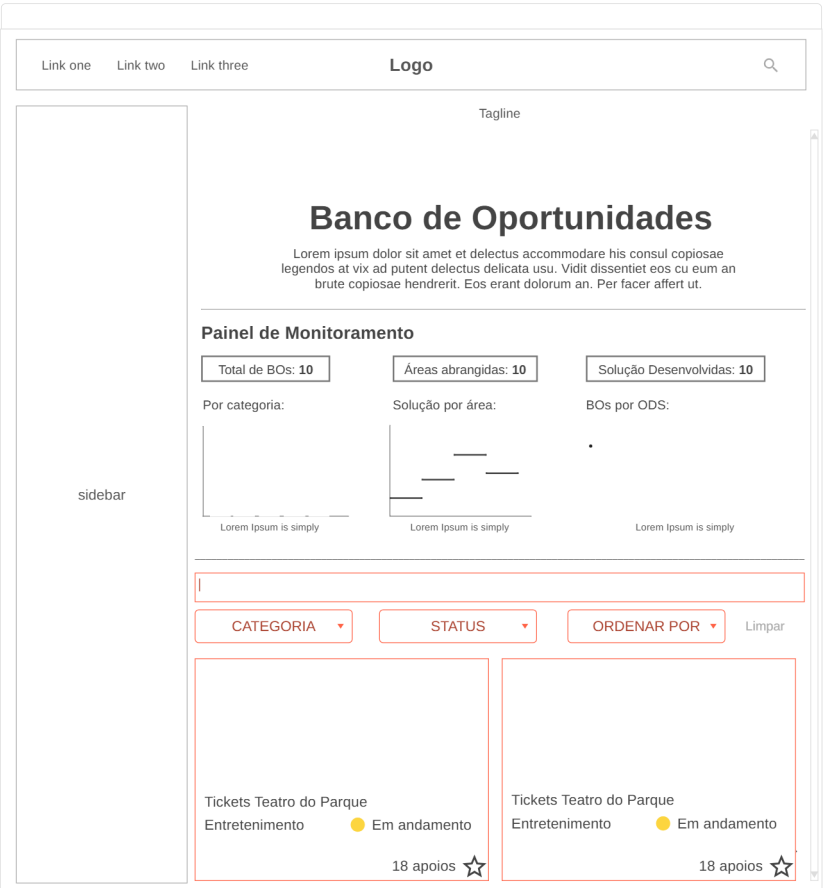 Link one
Link two
Link three
Logo
Tagline
sidebar
Banco de Oportunidades
Lorem ipsum dolor sit amet et delectus accommodare his consul copiosae
legendos at vix ad putent delectus delicata usu. Vidit dissentiet eos cu eum an
brute copiosae hendrerit. Eos erant dolorum an. Per facer affert ut.
Painel de Monitoramento
Total de BOs: 10
Áreas abrangidas: 10
Solução Desenvolvidas: 10
Por categoria:
Solução por área:
BOs por ODS:
Lorem Ipsum is simply
Lorem Ipsum is simply
Lorem Ipsum is simply
CATEGORIA
STATUS
ORDENAR POR
Limpar
Tickets Teatro do Parque
Entretenimento
Em andamento
18 apoios
Tickets Teatro do Parque
Entretenimento
Em andamento
18 apoios